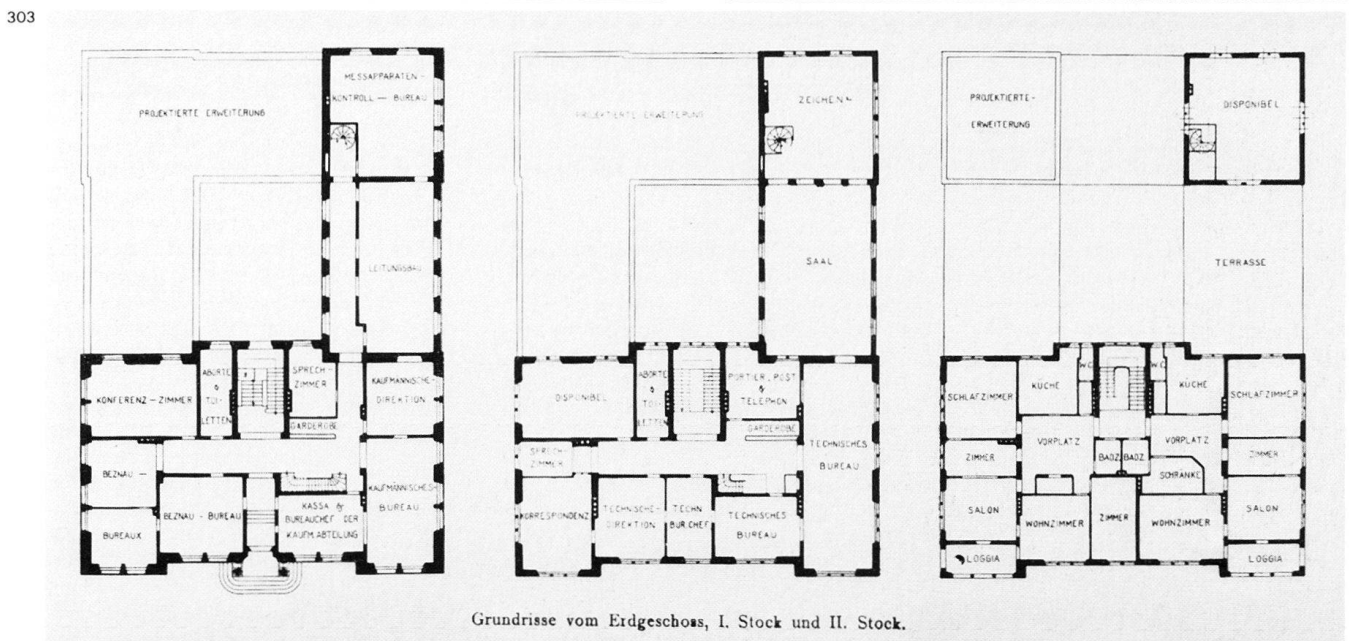 303
MESSAPPARATEN-
KONTROLL — BUREAU
PROJEKTIERTE ERWEITERUNG
LEITUNGSBAU
KONFERENZ - ZIMMER
ABORTE
&
TOI-
LETTEN
SPRECH-
ZIMMER
GARDEROBE
KAUFMÄNNISCHE-
DIREKTION
BEZNAU —
BUREAUX
BEZNAU - BUREAU
KASSA &
BUREAUCHEF DER
KAUFM. ABTEILUNG
KAUFMÄNNISCHES-
BUREAU
PROJEKTIERTE ERWEITERUNG
ZEICHEN-
SAAL
DISPONIBEL
ABORTE
&
TOI-
LETTEN
PORTIER, POST
&
TELEPHON
GARDEROBE
TECHNISCHES
BUREAU
SPRECH-
ZIMMER
KORRESPONDENZ
TECHNISCHE-
DIREKTION
TECHN.
BUR. CHEF
TECHNISCHES
BUREAU
PROJEKTIERTE-
ERWEITERUNG
DISPONIBEL
TERRASSE
SCHLAFZIMMER
KÜCHE
W.C.
W.C.
KÜCHE
SCHLAFZIMMER
ZIMMER
VORPLATZ
BADZ.
BADZ.
VORPLATZ
SCHRÄNKE
ZIMMER
SALON
WOHNZIMMER
ZIMMER
WOHNZIMMER
SALON
LOGGIA
LOGGIA
Grundrisse vom Erdgeschoss, I. Stock und II. Stock.